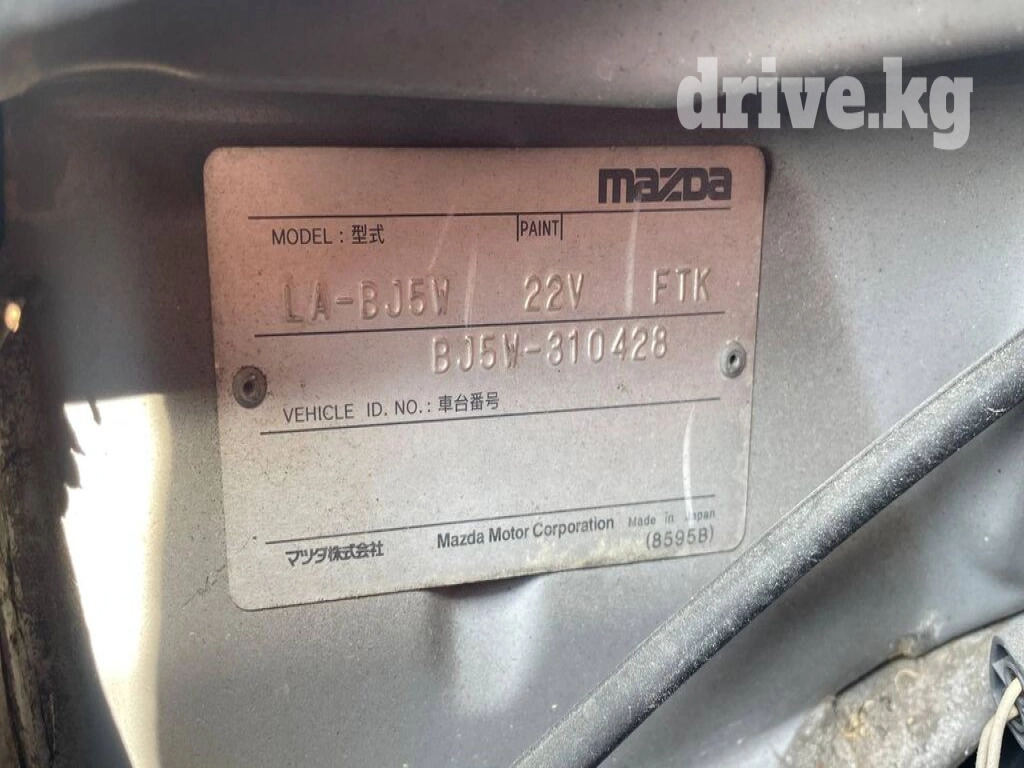 drive.kg
mazda
MODEL : 型式 PAINT
LA-BJ5W 22V FTK
BJ5W-310428
VEHICLE ID. NO. : 車台番号
マツダ株式会社 Mazda Motor Corporation Made in Japan
(8595B)